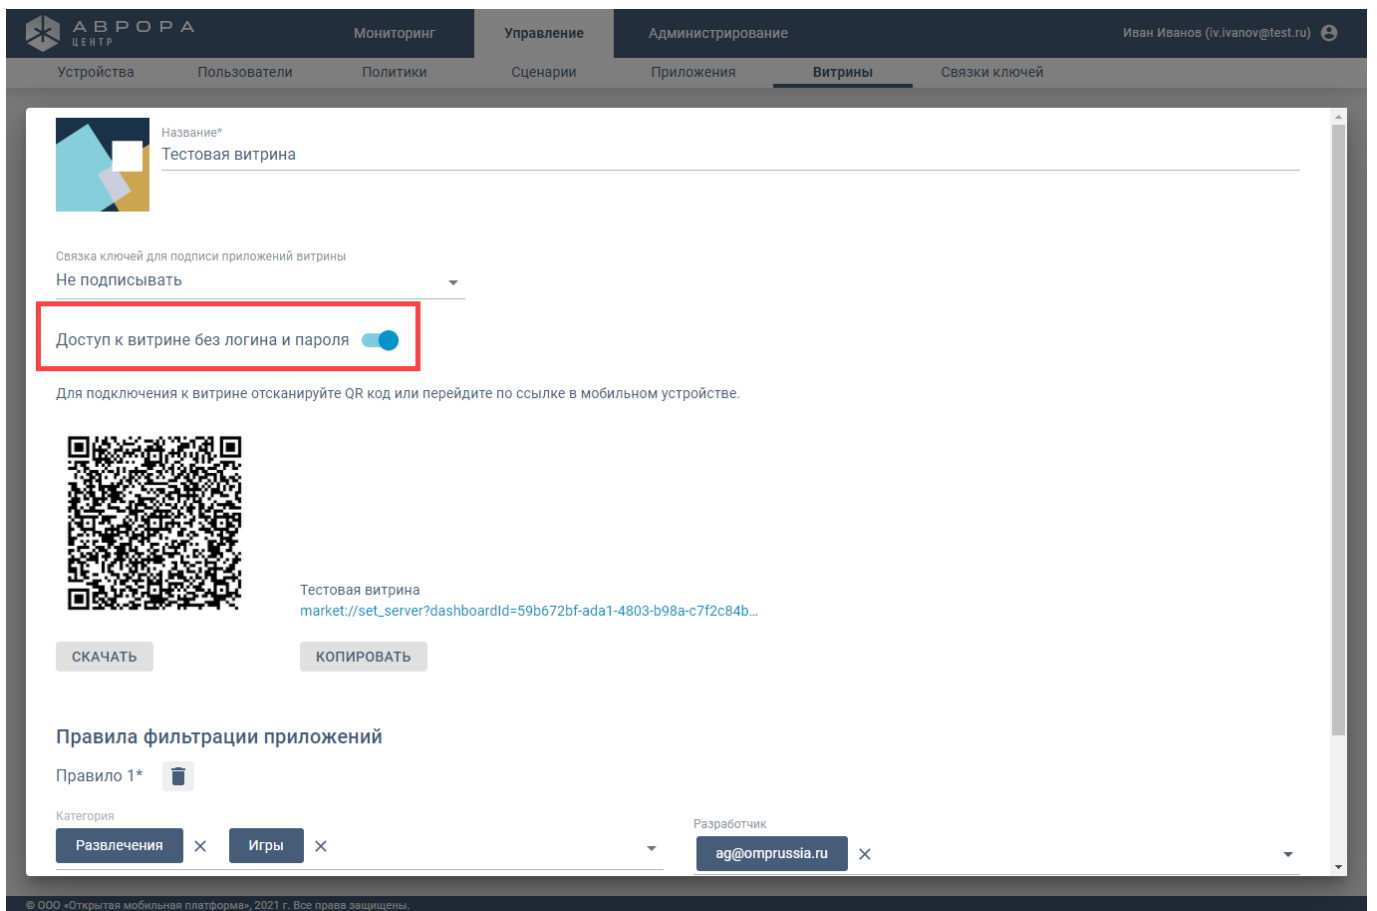 АВРОРА
ЦЕНТР
Мониторинг
Управление
Администрирование
Иван Иванов (iv.ivanov@test.ru)
Устройства
Пользователи
Политики
Сценарии
Приложения
Витрины
Связки ключей
Название*
Тестовая витрина
Связка ключей для подписи приложений витрины
Не подписывать
Доступ к витрине без логина и пароля
Для подключения к витрине отсканируйте QR код или перейдите по ссылке в мобильном устройстве.
Тестовая витрина
market://set_server?dashboardId=59b672bf-ada1-4803-b98a-c7f2c84b...
СКАЧАТЬ
КОПИРОВАТЬ
Правила фильтрации приложений
Правило 1*
Категория
Развлечения
Игры
Разработчик
ag@omprussia.ru
© ООО «Открытая мобильная платформа», 2021 г. Все права защищены.